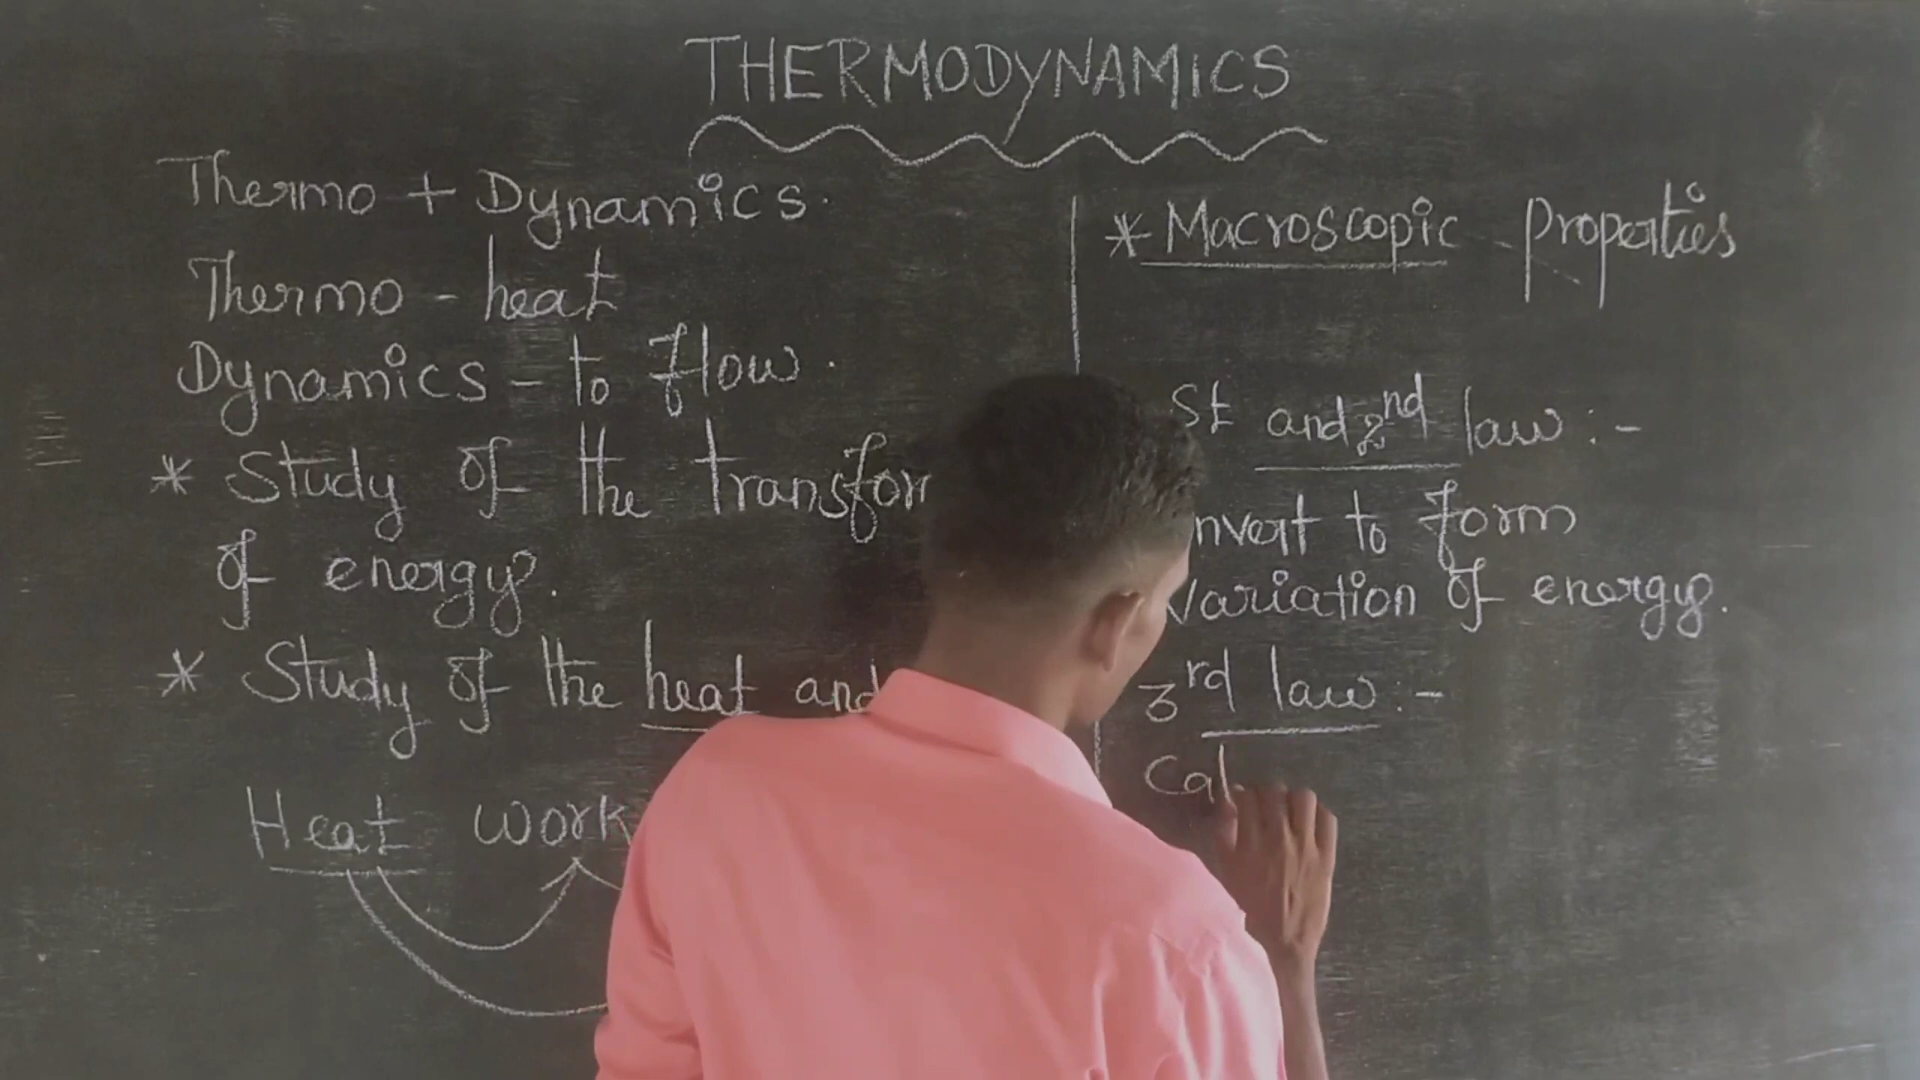 THERMODYNAMICS
Thermo + Dynamics.
Thermo - heat
Dynamics - to flow.
* Study of the transfor
of energy.
* Study of the heat and
Heat work
* Macroscopic properties
St and 2nd law :-
nvert to form
Variation of energy.
3rd law :-
Cal